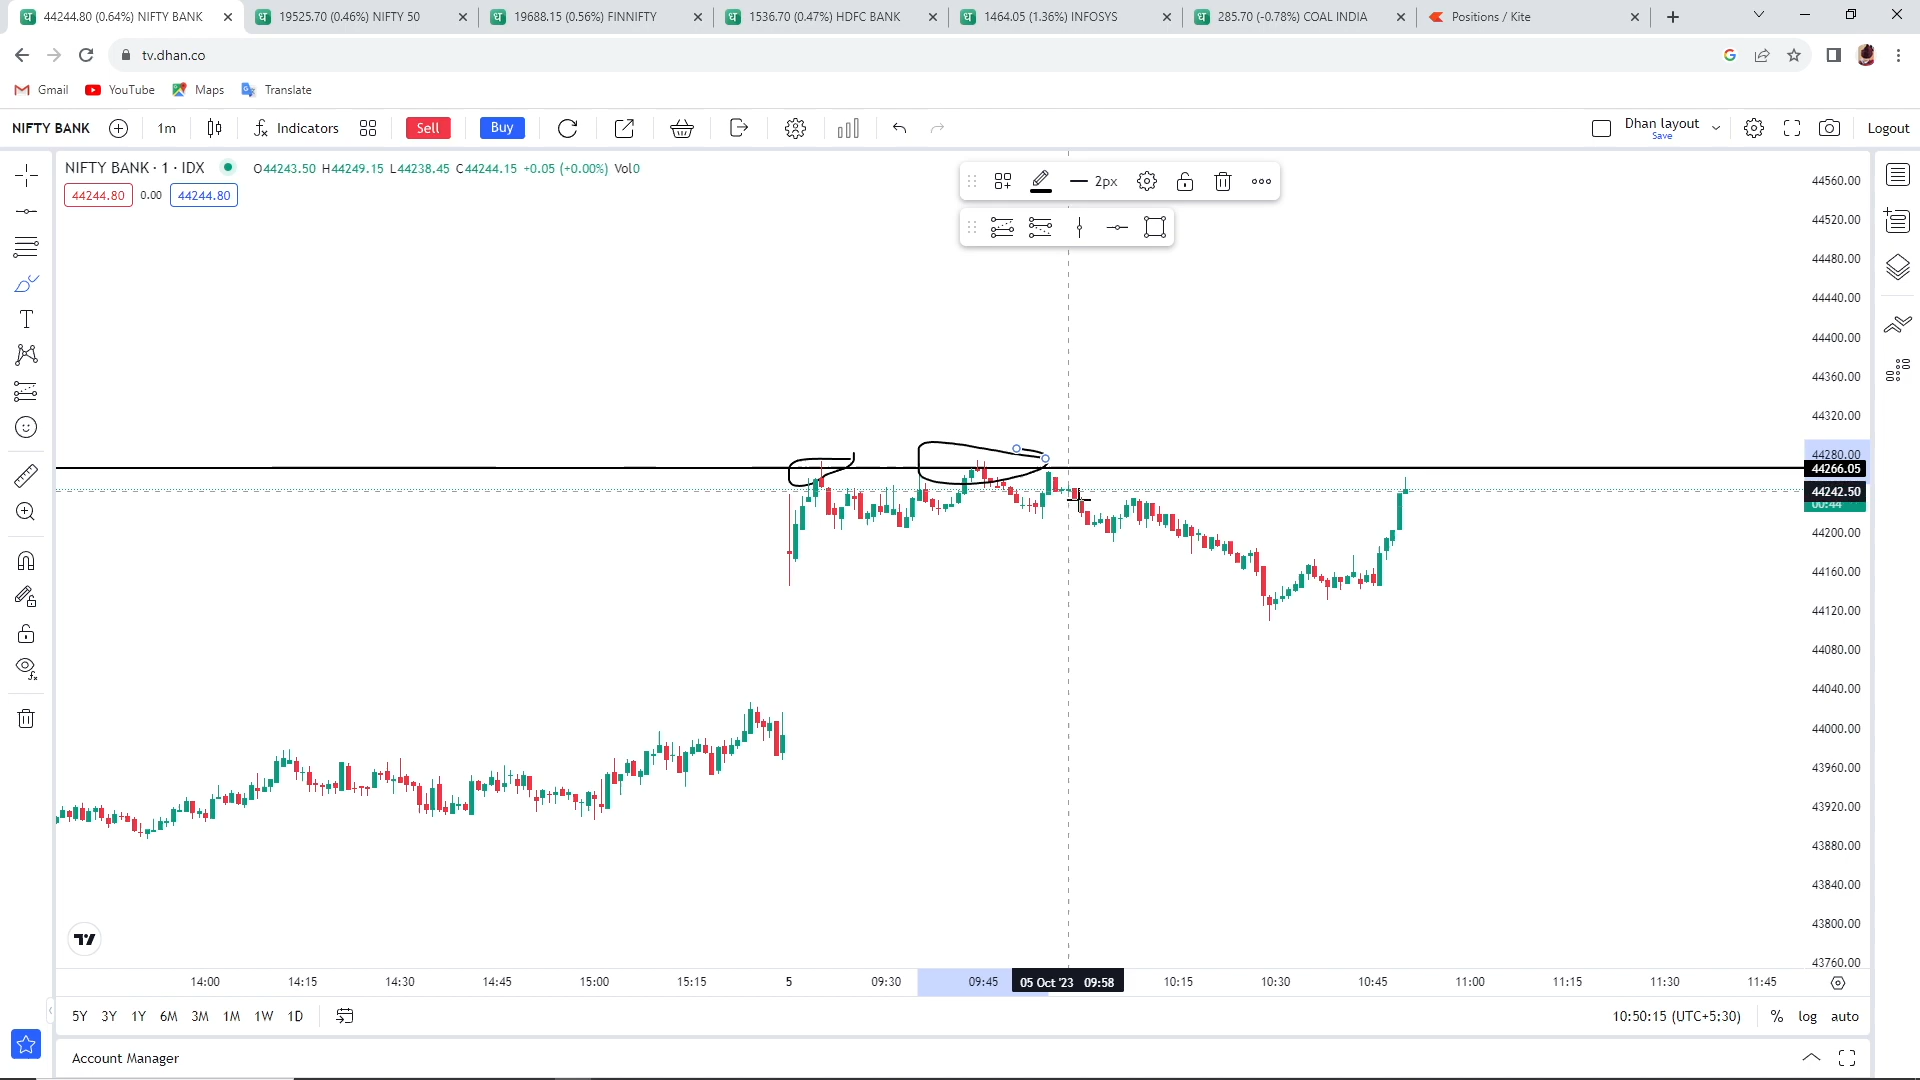 44244.80 (0.64%) NIFTY BANK
19525.70 (0.46%) NIFTY 50
19688.15 (0.56%) FINNIFTY
1536.70 (0.47%) HDFC BANK
1464.05 (1.36%) INFOSYS
285.70 (-0.78%) COAL INDIA
Positions / Kite
tv.dhan.co
Gmail
YouTube
Maps
Translate
NIFTY BANK
1m
Indicators
Sell
Buy
Dhan layout
Save
Logout
NIFTY BANK · 1 · IDX
O44243.50 H44249.15 L44238.45 C44244.15 +0.05 (+0.00%) Vol0
44244.80
0.00
44244.80
2px
44560.00
44520.00
44480.00
44440.00
44400.00
44360.00
44320.00
44280.00
44266.05
44242.50
00:44
44200.00
44160.00
44120.00
44080.00
44040.00
44000.00
43960.00
43920.00
43880.00
43840.00
43800.00
43760.00
14:00
14:15
14:30
14:45
15:00
15:15
5
09:30
09:45
05 Oct '23 09:58
10:15
10:30
10:45
11:00
11:15
11:30
11:45
5Y
3Y
1Y
6M
3M
1M
1W
1D
10:50:15 (UTC+5:30)
%
log
auto
Account Manager